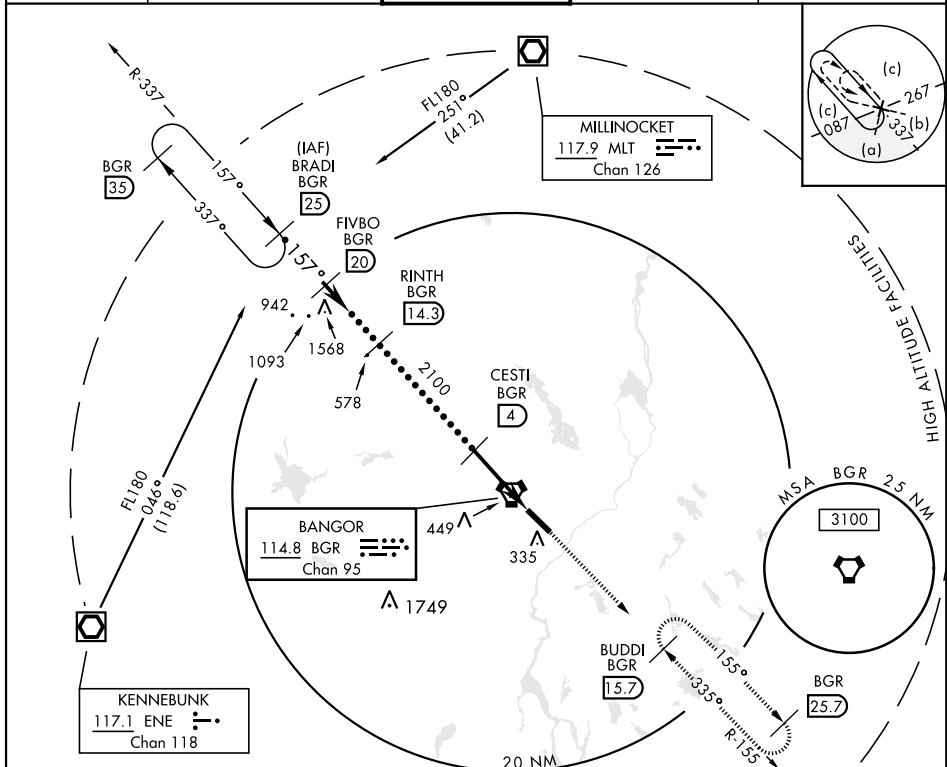 R-337
FL180
251°
(41.2)
MILLINOCKET
117.9 MLT
Chan 126
(c)
267
(c)
087
337
(b)
(a)
BGR
35
157°
337°
(IAF)
BRADI
BGR
25
157°
FIVBO
BGR
20
RINTH
BGR
14.3
942
1093
1568
578
2100
CESTI
BGR
4
HIGH ALTITUDE FACILITIES
FL180
046°
(118.6)
BANGOR
114.8 BGR
Chan 95
449
335
1749
MSA BGR 25 NM
3100
BUDDI
BGR
15.7
155°
335°
R-155
BGR
25.7
KENNEBUNK
117.1 ENE
Chan 118
20 NM